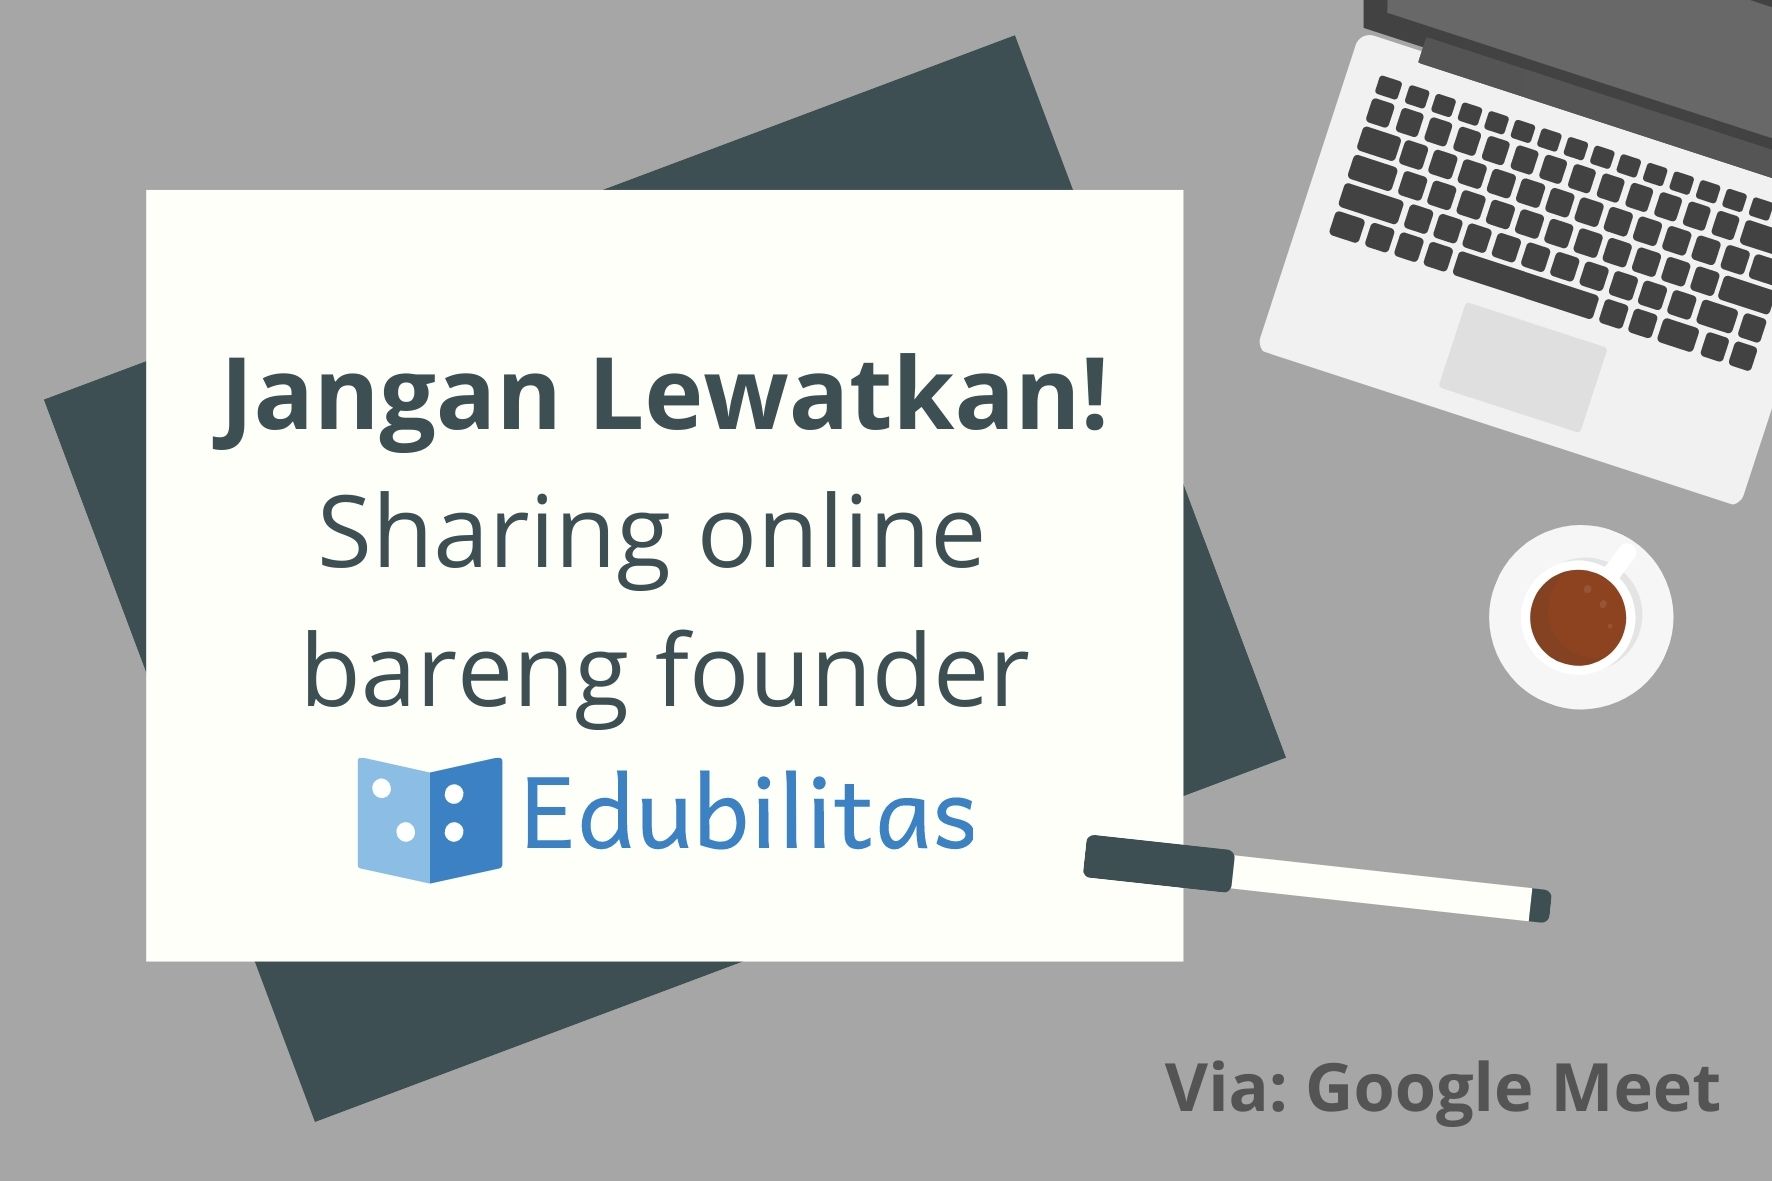 Jangan Lewatkan!
Sharing online
bareng founder
Edubilitas
Via: Google Meet